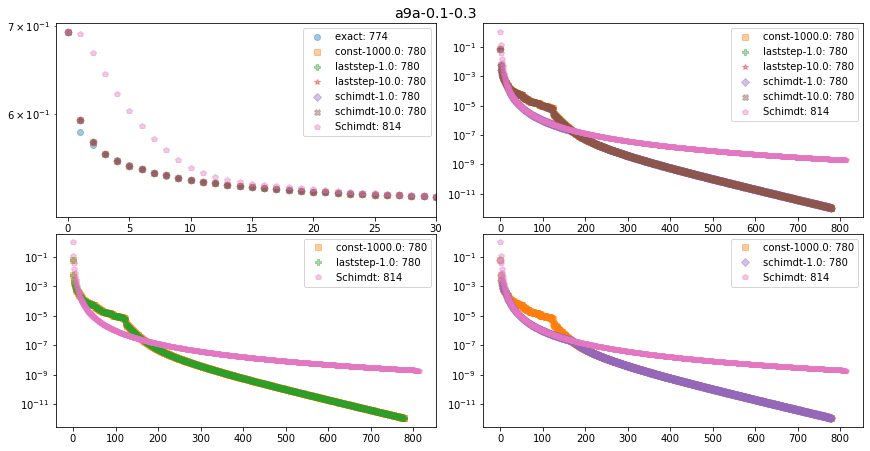 a9a-0.1-0.3
7 × 10⁻¹
6 × 10⁻¹
exact: 774
const-1000.0: 780
laststep-1.0: 780
laststep-10.0: 780
schimdt-1.0: 780
schimdt-10.0: 780
Schimdt: 814
0 5 10 15 20 25 30
10⁻¹
10⁻³
10⁻⁵
10⁻⁷
10⁻⁹
10⁻¹¹
const-1000.0: 780
laststep-1.0: 780
laststep-10.0: 780
schimdt-1.0: 780
schimdt-10.0: 780
Schimdt: 814
0 100 200 300 400 500 600 700 800
10⁻¹
10⁻³
10⁻⁵
10⁻⁷
10⁻⁹
10⁻¹¹
const-1000.0: 780
laststep-1.0: 780
Schimdt: 814
0 100 200 300 400 500 600 700 800
10⁻¹
10⁻³
10⁻⁵
10⁻⁷
10⁻⁹
10⁻¹¹
const-1000.0: 780
schimdt-1.0: 780
Schimdt: 814
0 100 200 300 400 500 600 700 800